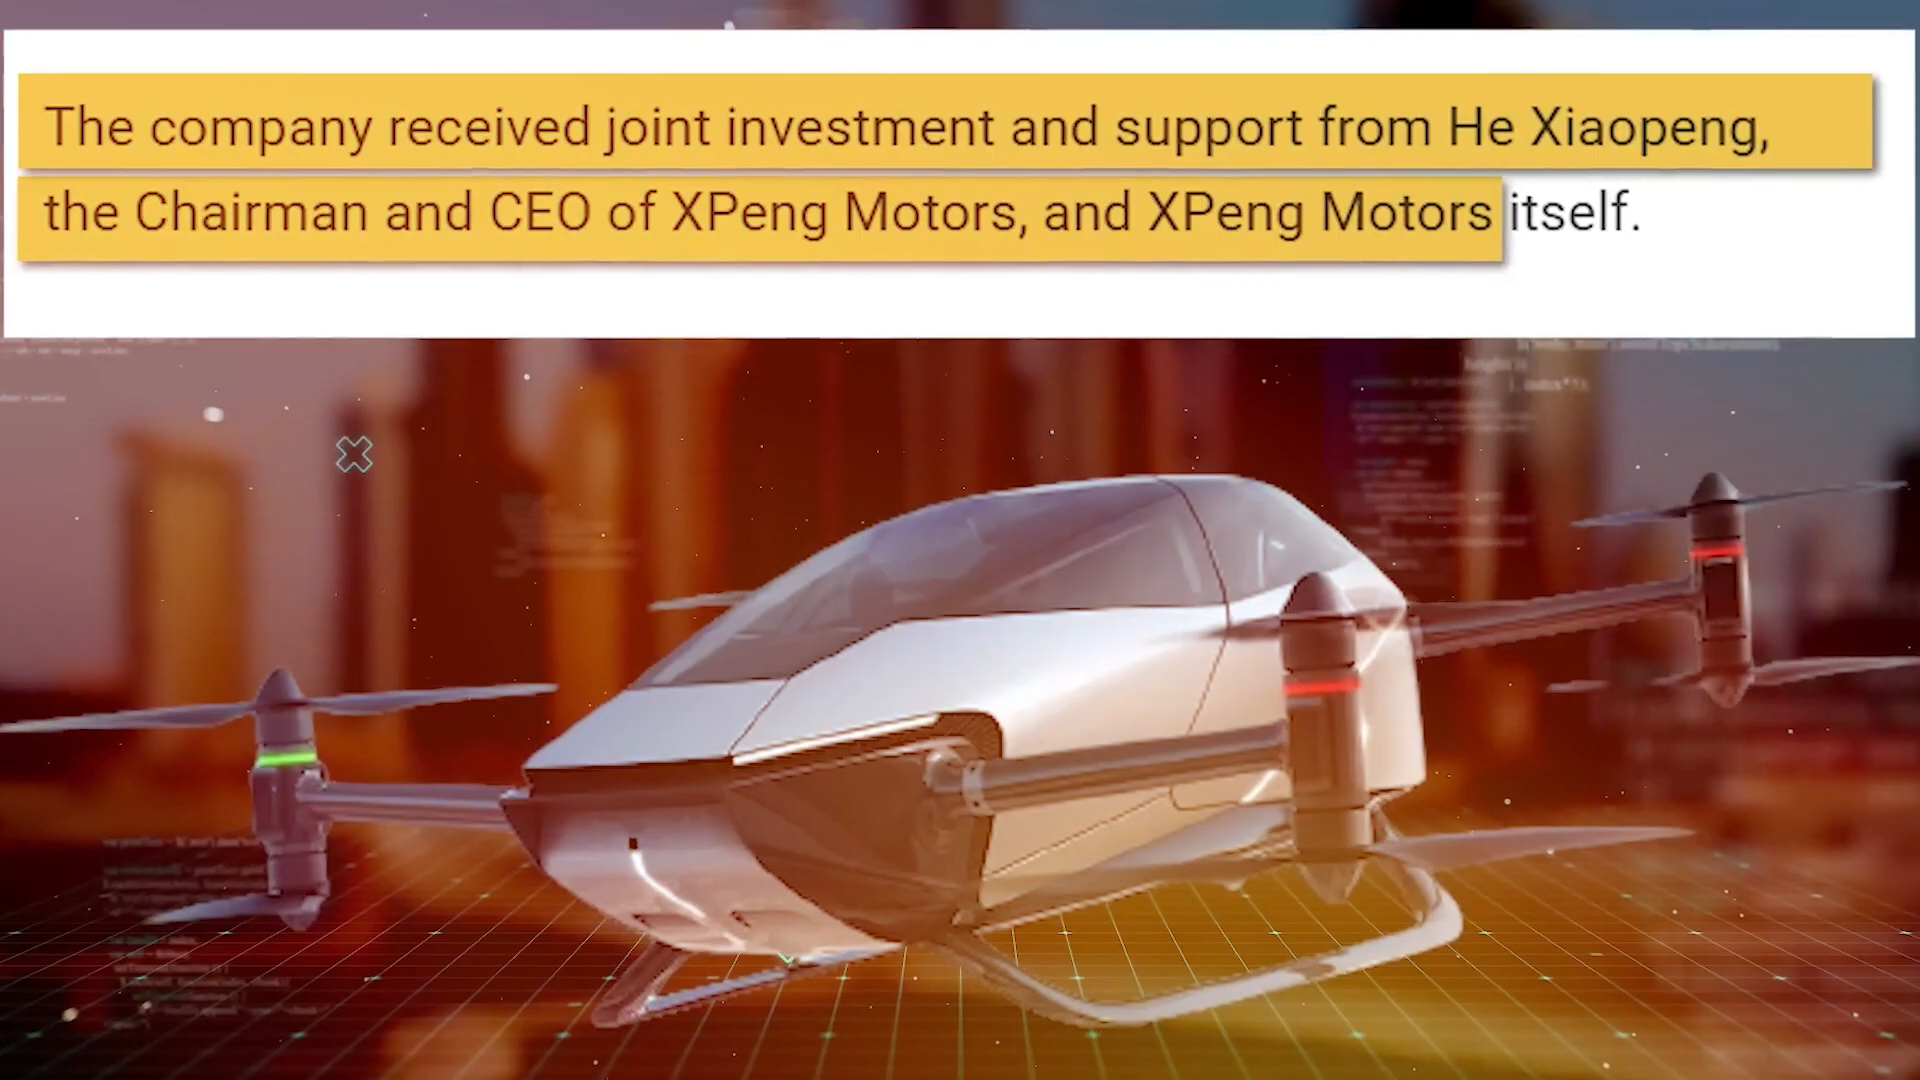 The company received joint investment and support from He Xiaopeng,
the Chairman and CEO of XPeng Motors, and XPeng Motors itself.